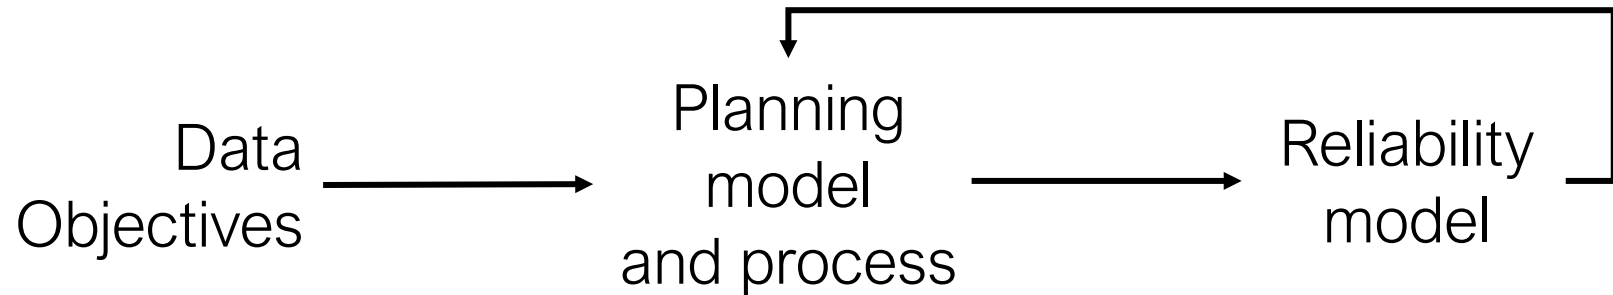 Data
Objectives
Planning
model
and process
Reliability
model